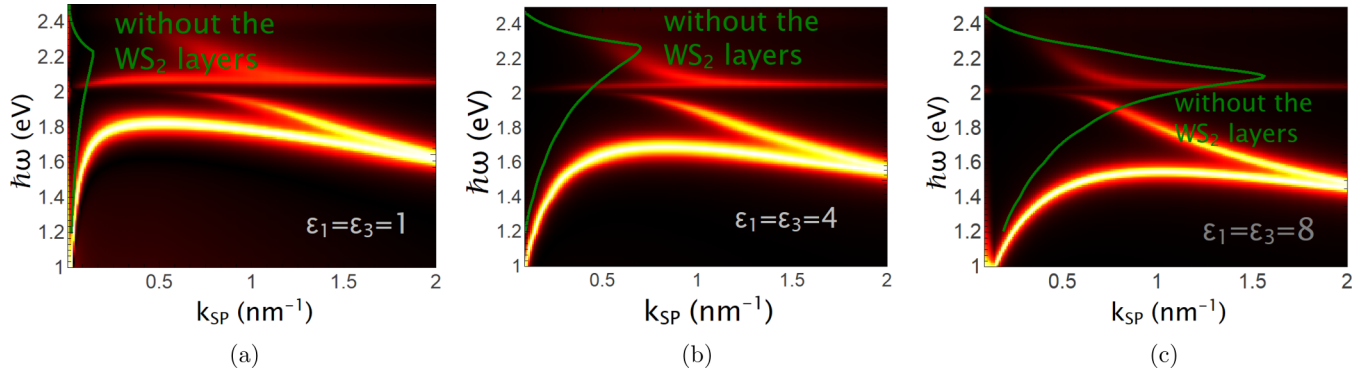 2.4
2.2
2
1.8
1.6
1.4
1.2
1
ħω (eV)
without the
WS₂ layers
ε₁=ε₃=1
0.5 1 1.5 2
k_SP (nm⁻¹)
(a)
2.4
2.2
2
1.8
1.6
1.4
1.2
1
ħω (eV)
without the
WS₂ layers
ε₁=ε₃=4
0.5 1 1.5 2
k_SP (nm⁻¹)
(b)
2.4
2.2
2
1.8
1.6
1.4
1.2
1
ħω (eV)
without the
WS₂ layers
ε₁=ε₃=8
0.5 1 1.5 2
k_SP (nm⁻¹)
(c)